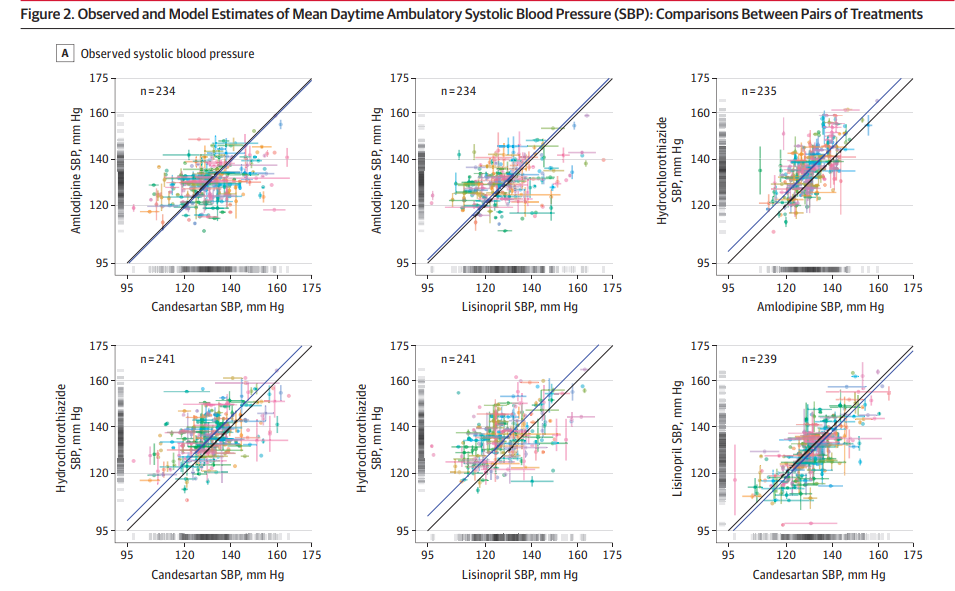 Figure 2. Observed and Model Estimates of Mean Daytime Ambulatory Systolic Blood Pressure (SBP): Comparisons Between Pairs of Treatments
A Observed systolic blood pressure
175
160
140
120
95
Amlodipine SBP, mm Hg
n=234
95 120 140 160 175
Candesartan SBP, mm Hg
175
160
140
120
95
Amlodipine SBP, mm Hg
n=234
95 120 140 160 175
Lisinopril SBP, mm Hg
175
160
140
120
95
Hydrochlorothiazide
SBP, mm Hg
n=235
95 120 140 160 175
Amlodipine SBP, mm Hg
175
160
140
120
95
Hydrochlorothiazide
SBP, mm Hg
n=241
95 120 140 160 175
Candesartan SBP, mm Hg
175
160
140
120
95
Hydrochlorothiazide
SBP, mm Hg
n=241
95 120 140 160 175
Lisinopril SBP, mm Hg
175
160
140
120
95
Lisinopril SBP, mm Hg
n=239
95 120 140 160 175
Candesartan SBP, mm Hg